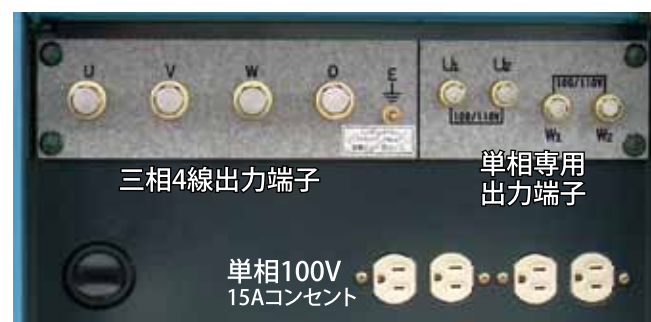 U V W O E
U₁ U₂
100/110V
100/110V
W₁ W₂
三相4線出力端子
単相専用
出力端子
単相100V
15Aコンセント